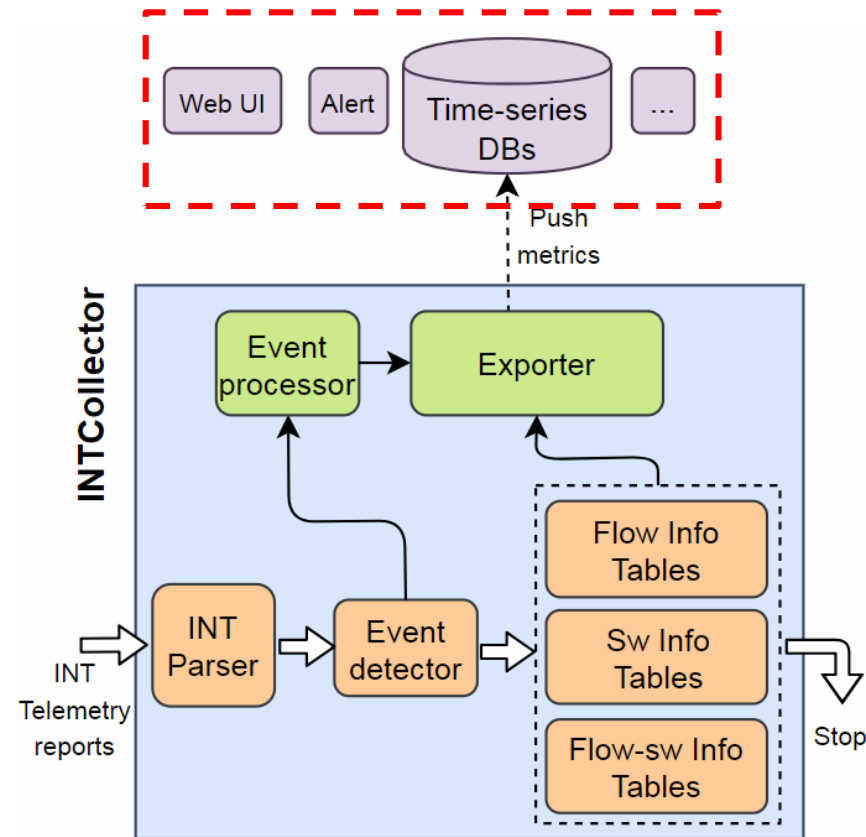 Web UI
Alert
Time-series
DBs
...
Push
metrics
INTCollector
Event
processor
Exporter
Flow Info
Tables
INT
Parser
Event
detector
Sw Info
Tables
INT
Telemetry
reports
Flow-sw Info
Tables
Stop